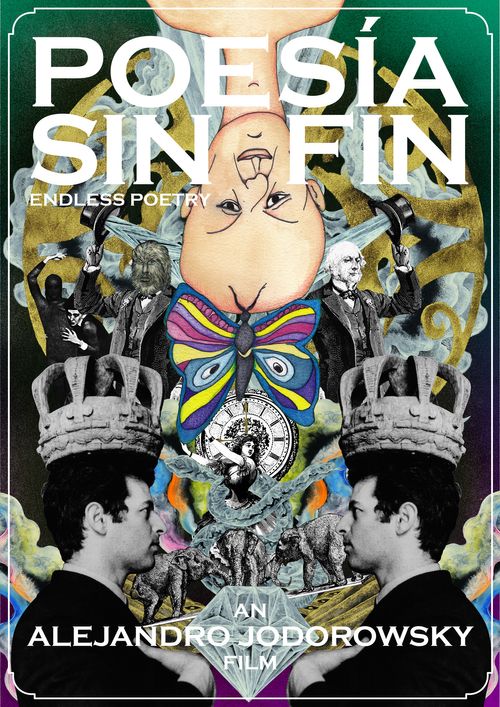 POESÍA
SIN FIN
ENDLESS POETRY
AN
ALEJANDRO JODOROWSKY
FILM